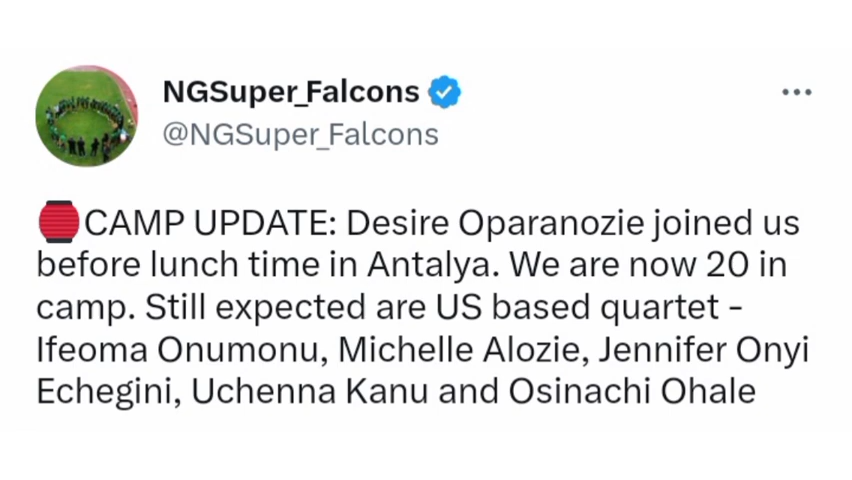 NGSuper_Falcons
@NGSuper_Falcons
🏮CAMP UPDATE: Desire Oparanozie joined us
before lunch time in Antalya. We are now 20 in
camp. Still expected are US based quartet -
Ifeoma Onumonu, Michelle Alozie, Jennifer Onyi
Echegini, Uchenna Kanu and Osinachi Ohale